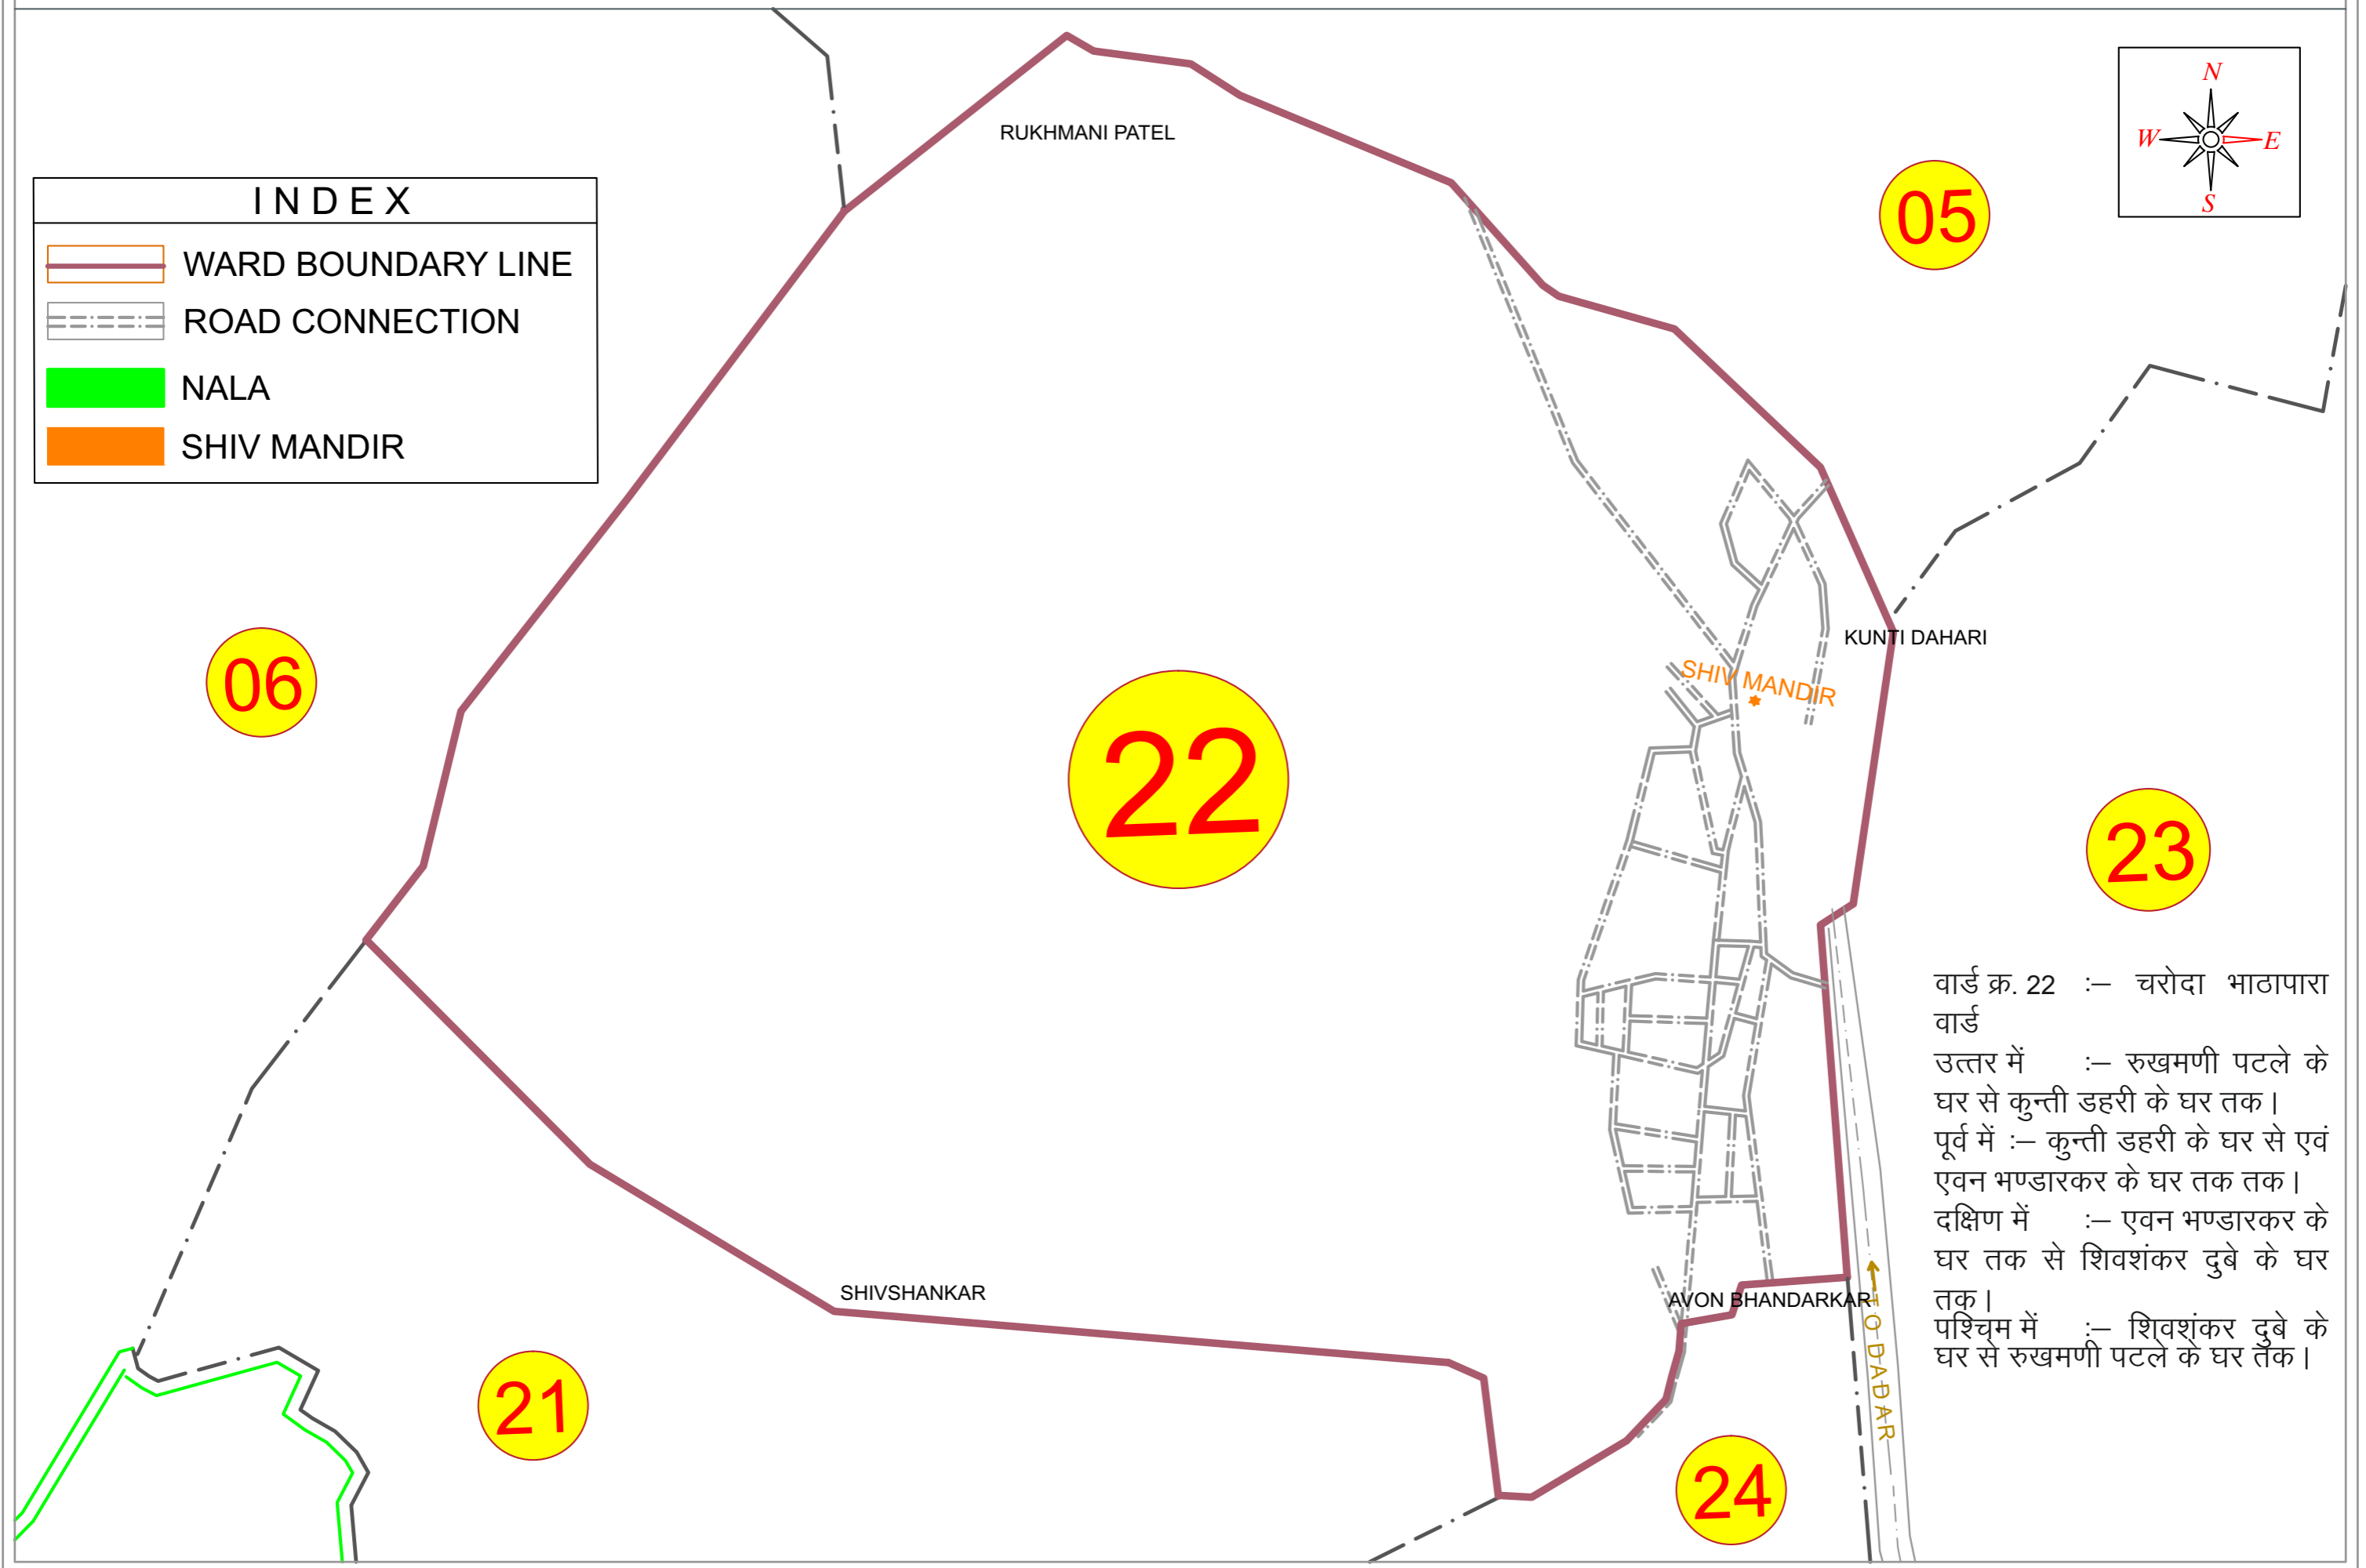 RUKHMANI PATEL
N
W E
S
05
INDEX
WARD BOUNDARY LINE
ROAD CONNECTION
NALA
SHIV MANDIR
06
KUNTI DAHARI
SHIV MANDIR
22
23
वार्ड क्र. 22 :– चरोदा भाठापारा
वार्ड
उत्तर में :– रुखमणी पटले के
घर से कुन्ती डहरी के घर तक।
पूर्व में :– कुन्ती डहरी के घर से एवं
एवन भण्डारकर के घर तक तक।
दक्षिण में :– एवन भण्डारकर के
घर तक से शिवशंकर दुबे के घर
तक।
पश्चिम में :– शिवशंकर दुबे के
घर से रुखमणी पटले के घर तक।
SHIVSHANKAR
AVON BHANDARKAR
TO DADAR
21
24